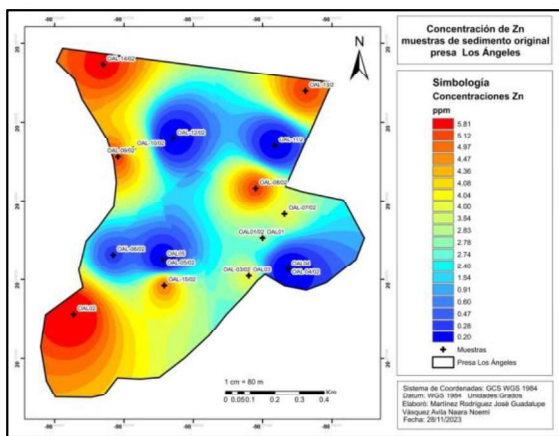 Concentración de Zn
muestras de sedimento original
presa Los Ángeles
Simbología
Concentraciones Zn
ppm
5.81
5.12
4.97
4.47
4.36
4.08
4.04
4.00
3.54
2.83
2.78
2.74
2.40
1.54
0.91
0.60
0.47
0.28
0.20
Muestras
Presa Los Ángeles
Sistema de Coordenadas: GCS WGS 1984
Datum: WGS 1984 Unidades:Grados
Elaboró: Martínez Rodríguez José Guadalupe
Vásquez Avila Naara Noemí
Fecha: 28/11/2023
N
OAL-14/02
OAL-13/2
OAL-12/02
OAL-10/02
OAL-11/2
OAL-09/02
OAL-08/02
OAL-07/02
OAL01/02 OAL01
OAL-06/02
OAL05
OAL-05/02
OAL04
OAL-04/02
OAL-03/02 OAL03
OAL-15/02
OAL02
1 cm = 80 m
0 0.05 0.1 0.2 0.3 0.4